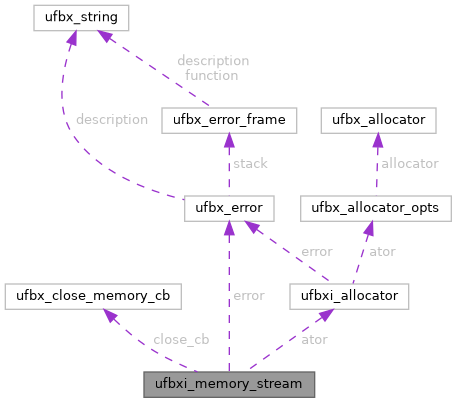 ufbx_string
description
function
description
ufbx_error_frame
ufbx_allocator
stack
allocator
ufbx_error
ufbx_allocator_opts
error
ator
ufbx_close_memory_cb
error
ufbxi_allocator
close_cb
ator
ufbxi_memory_stream